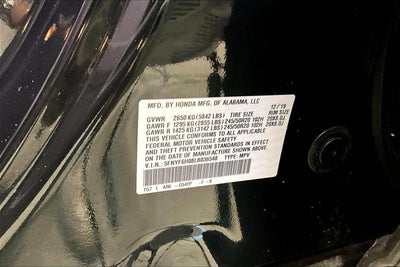 MFD. BY HONDA MFG. OF ALABAMA, LLC 12/19
GVWR 2650 KG (5842 LBS) TIRE SIZE RIM SIZE
GAWR F 1295 KG (2855 LBS) 245/50R20 102H 20X8.5J
GAWR R 1425 KG (3142 LBS) 245/50R20 102H 20X8.5J
THIS VEHICLE CONFORMS TO ALL APPLICABLE
FEDERAL MOTOR VEHICLE SAFETY,
AND THEFT PREVENTION STANDARDS IN EFFECT
ON THE DATE OF MANUFACTURE SHOWN ABOVE.
V.I.N.: TYPE: MPV